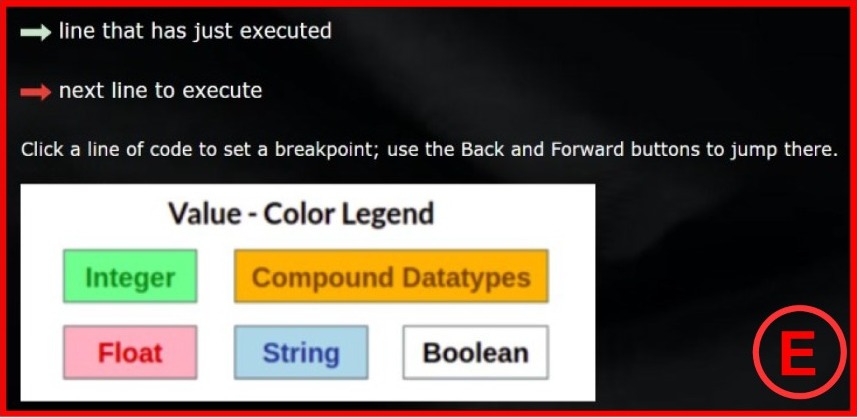 line that has just executed
next line to execute
Click a line of code to set a breakpoint; use the Back and Forward buttons to jump there.
Value - Color Legend
Integer
Compound Datatypes
Float
String
Boolean
E